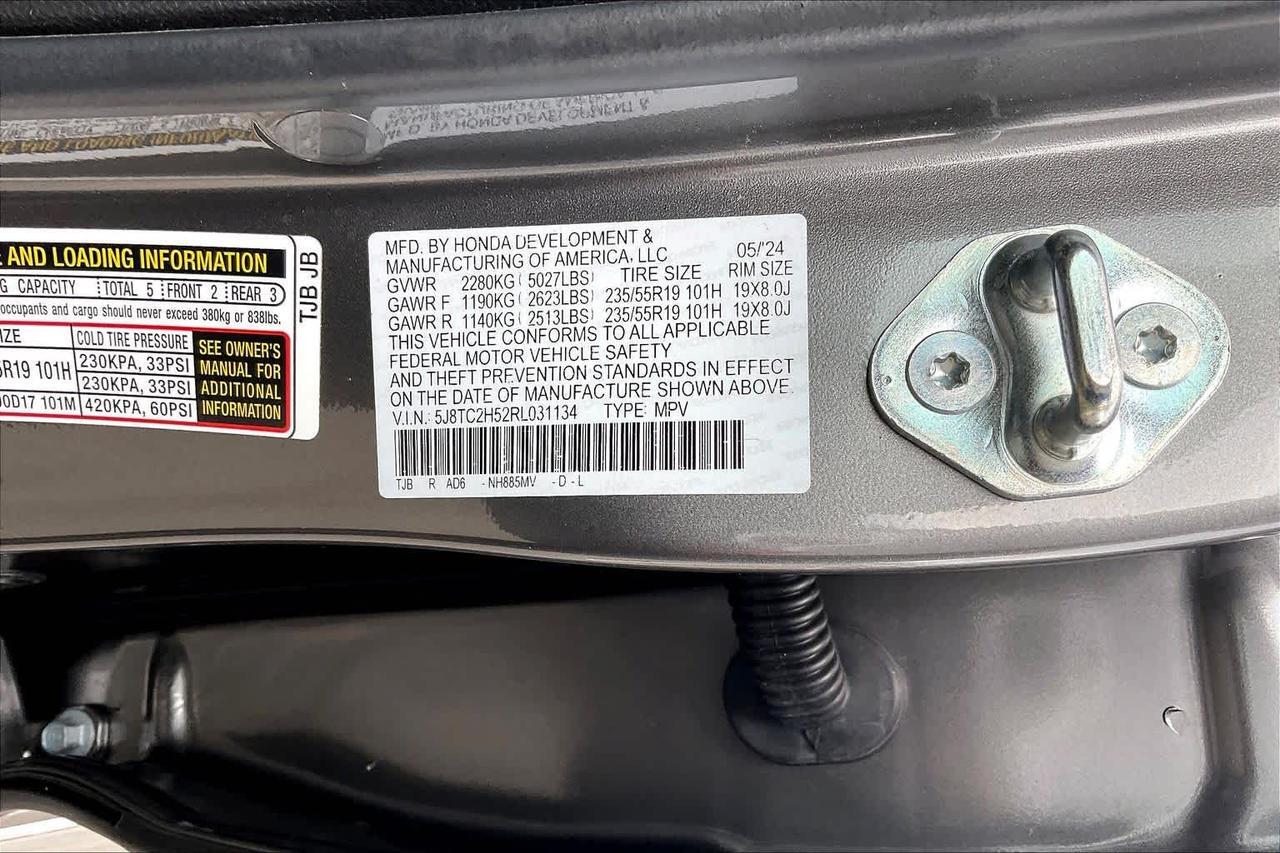 E AND LOADING INFORMATION
G CAPACITY TOTAL 5 FRONT 2 REAR 3
occupants and cargo should never exceed 380kg or 838lbs.
IZE COLD TIRE PRESSURE
5R19 101H 230KPA, 33PSI
230KPA, 33PSI
0D17 101M 420KPA, 60PSI
SEE OWNER'S
MANUAL FOR
ADDITIONAL
INFORMATION
TJB JB
MFD. BY HONDA DEVELOPMENT &
MANUFACTURING OF AMERICA, LLC 05/'24
GVWR 2280KG (5027LBS) TIRE SIZE RIM SIZE
GAWR F 1190KG (2623LBS) 235/55R19 101H 19X8.0J
GAWR R 1140KG (2513LBS) 235/55R19 101H 19X8.0J
THIS VEHICLE CONFORMS TO ALL APPLICABLE
FEDERAL MOTOR VEHICLE SAFETY
AND THEFT PREVENTION STANDARDS IN EFFECT
ON THE DATE OF MANUFACTURE SHOWN ABOVE.
V.I.N.: 5J8TC2H52RL031134 TYPE: MPV
TJB R AD6 -NH885MV -D-L